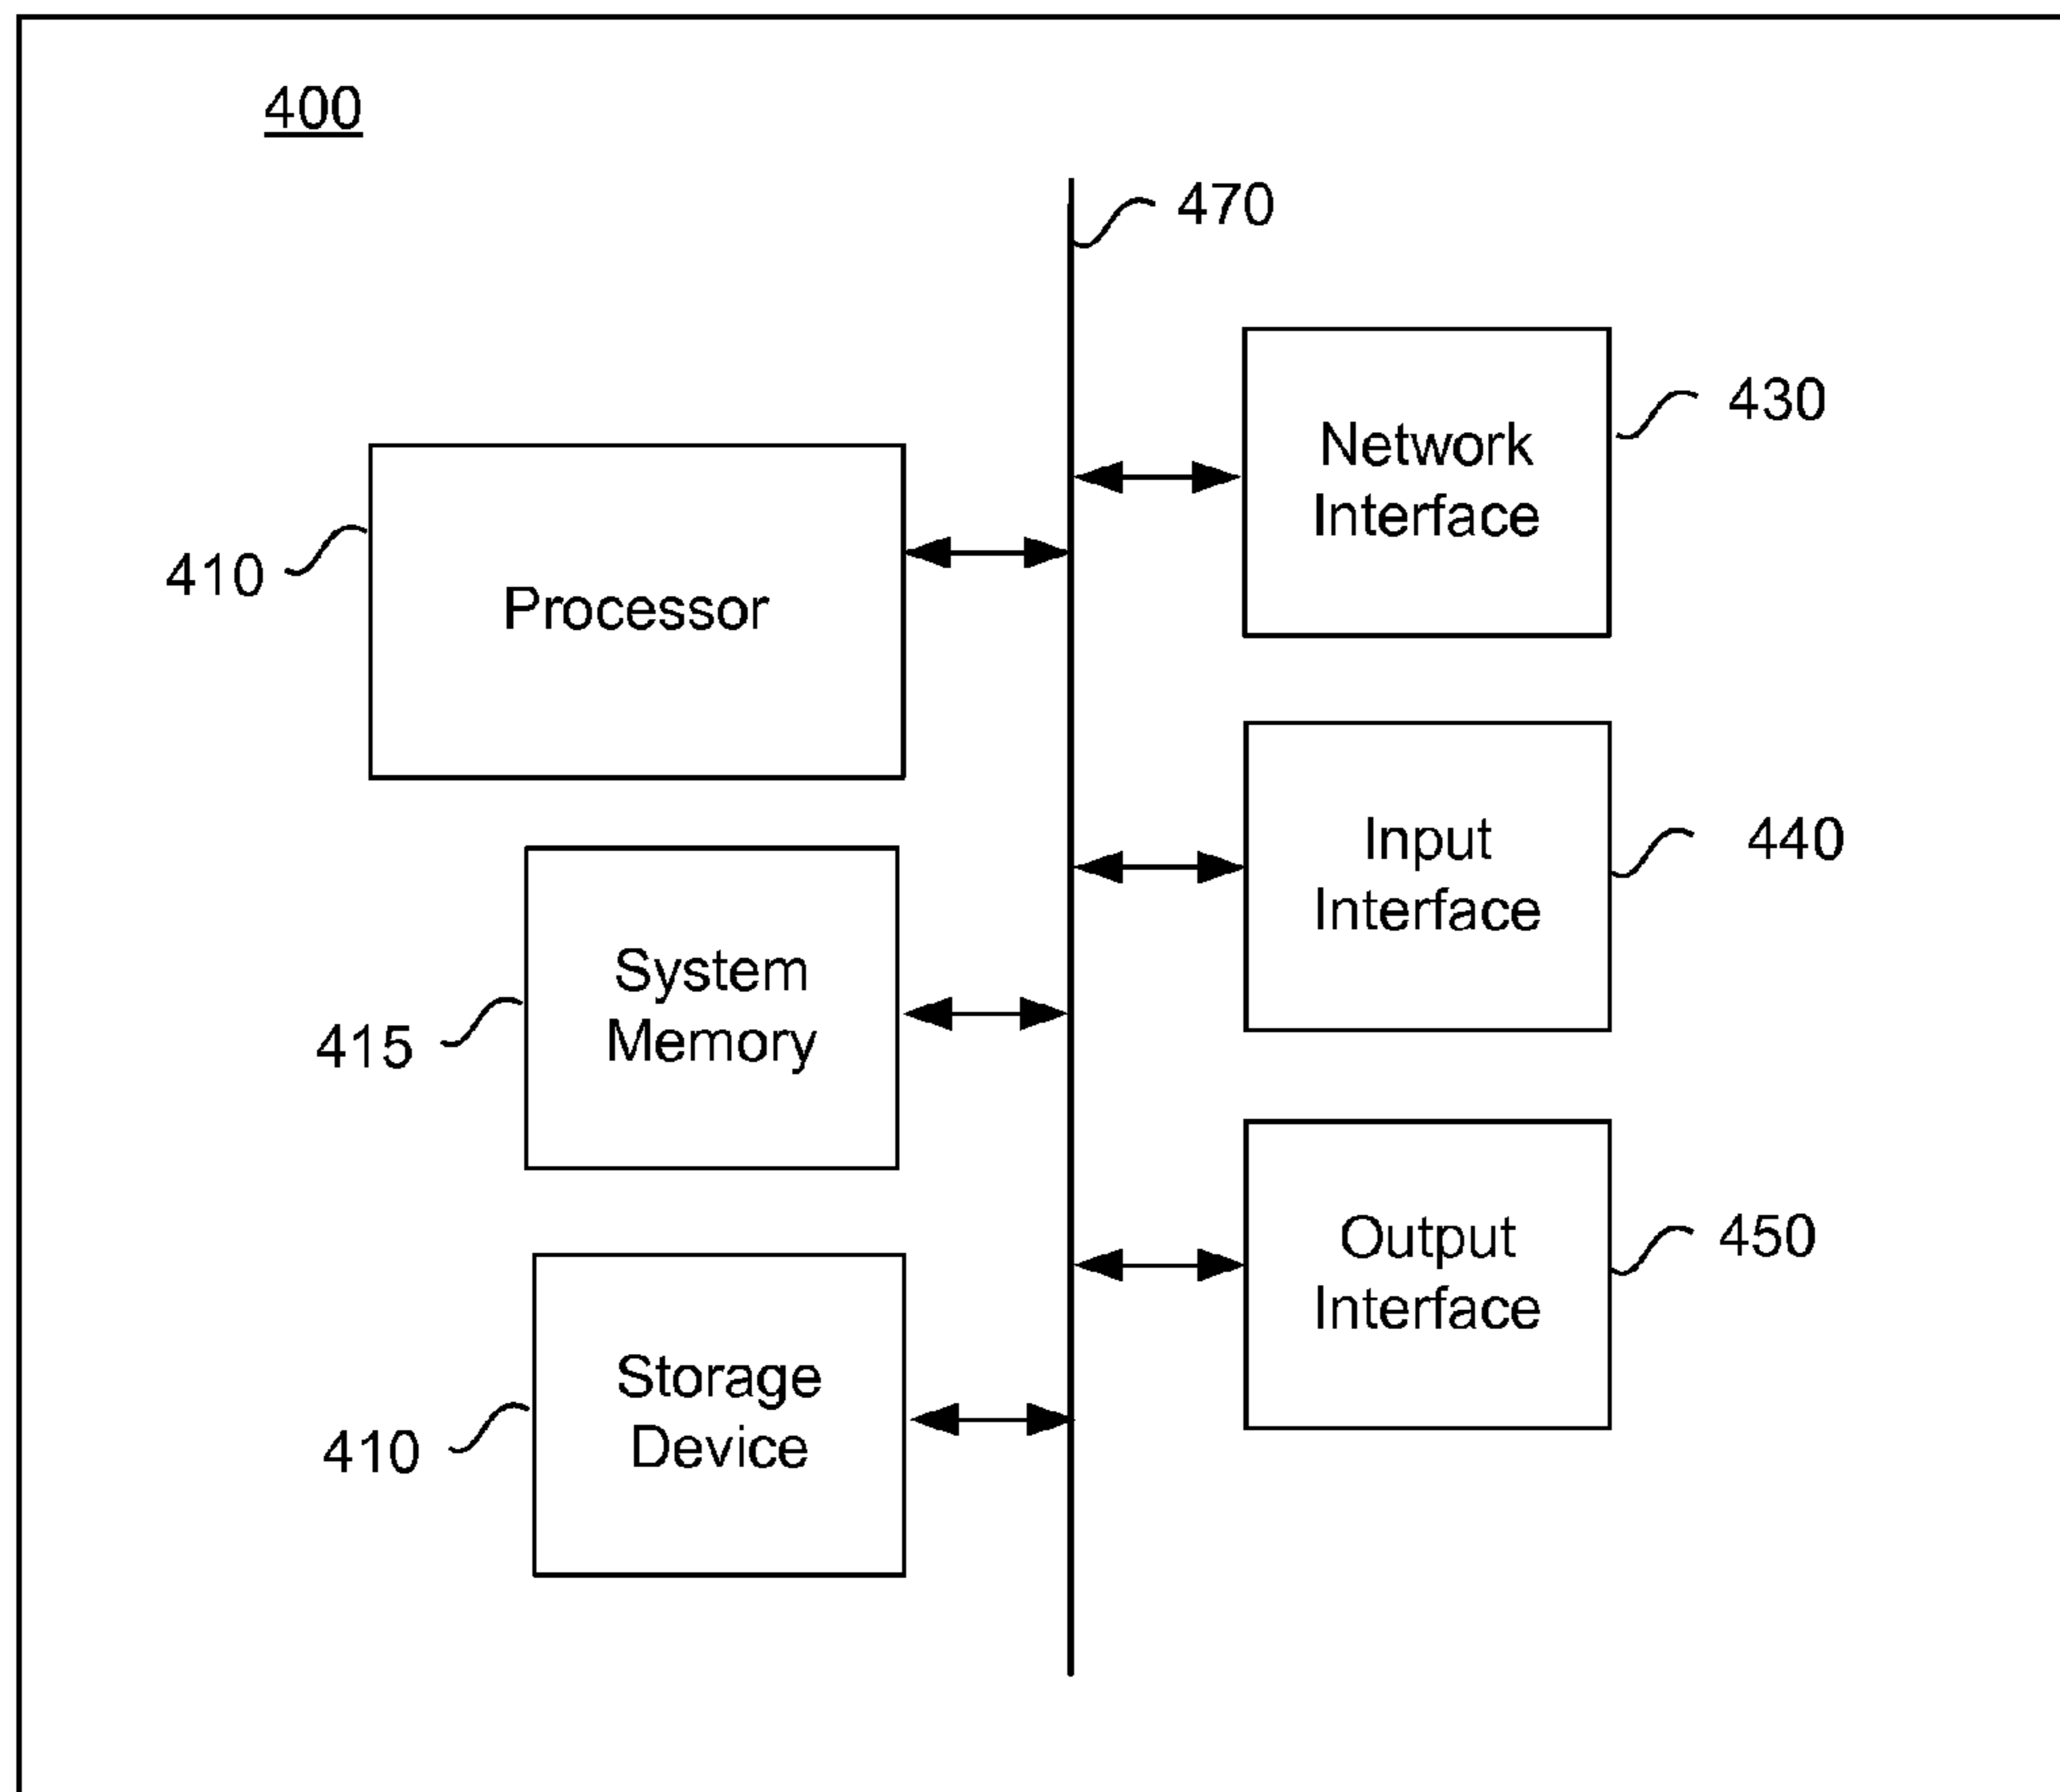 400
470
Network
Interface
430
410
Processor
Input
Interface
440
System
Memory
415
Output
Interface
450
Storage
Device
410